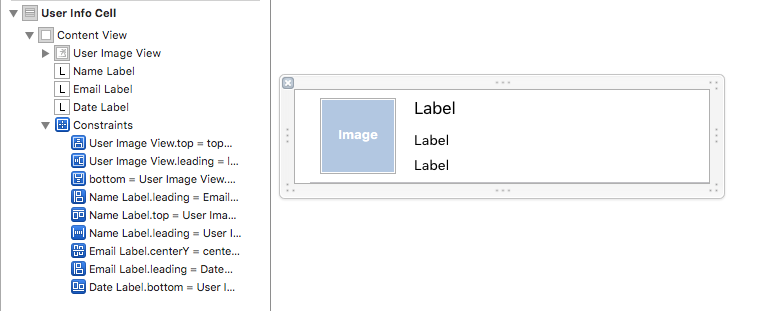 User Info Cell
Content View
User Image View
L Name Label
L Email Label
L Date Label
Constraints
User Image View.top = top...
User Image View.leading = l...
bottom = User Image View....
Name Label.leading = Email...
Name Label.top = User Ima...
Name Label.leading = User I...
Email Label.centerY = cente...
Email Label.leading = Date...
Date Label.bottom = User I...
Image
Label
Label
Label